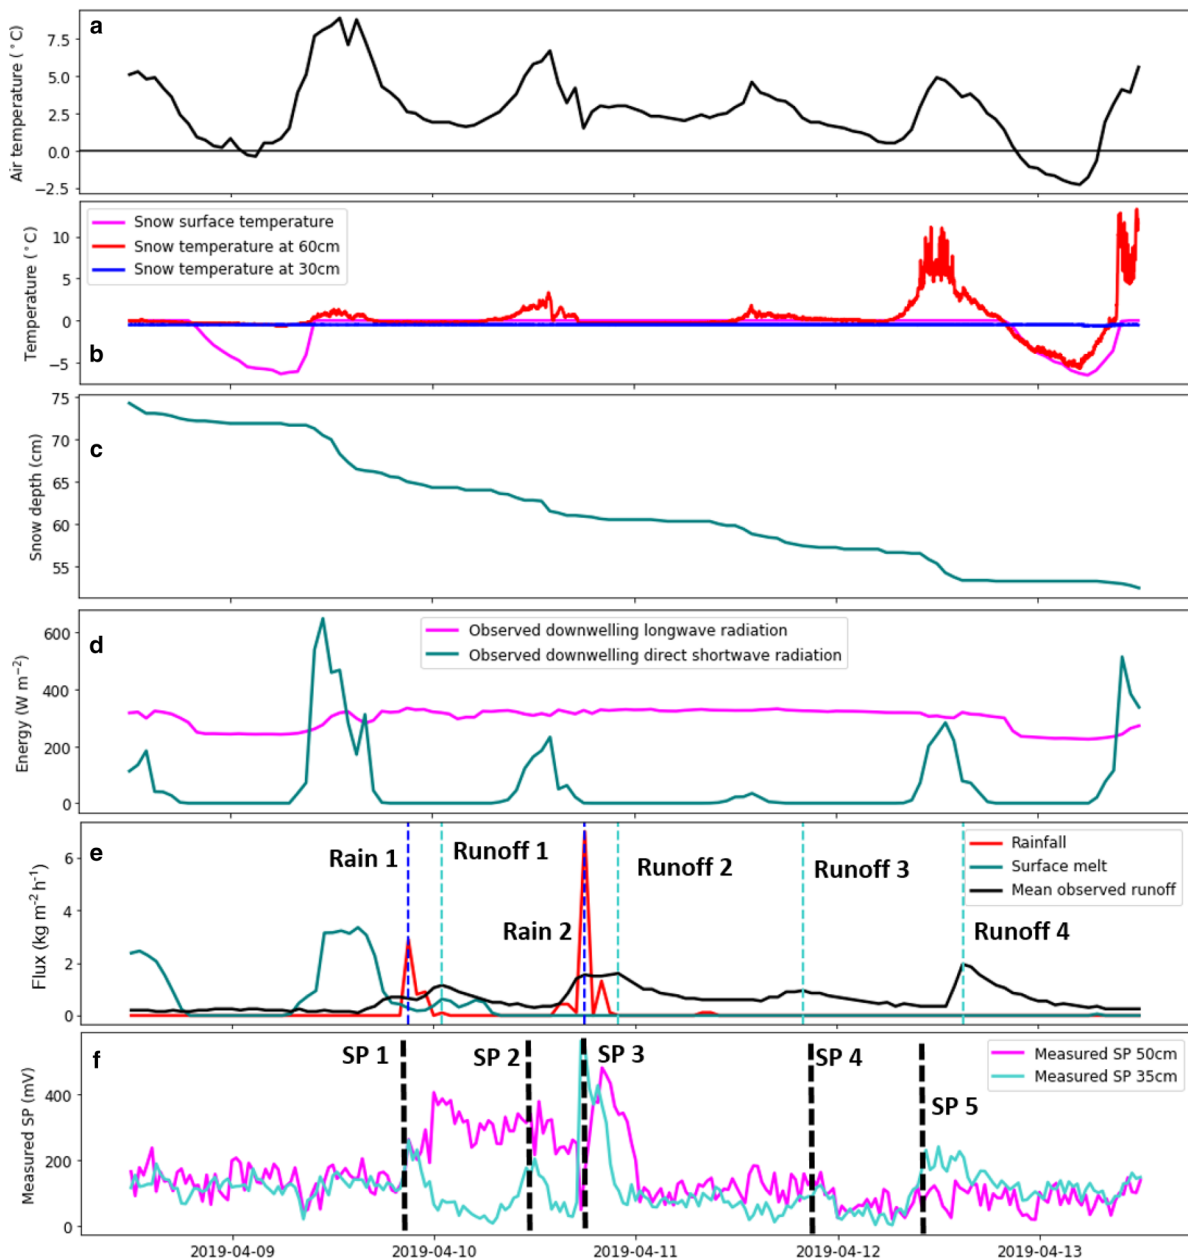 a
Air temperature (°C)
7.5
5.0
2.5
0.0
−2.5
Snow surface temperature
Snow temperature at 60cm
Snow temperature at 30cm
Temperature (°C)
10
5
0
−5
b
75
70
65
60
55
c
Snow depth (cm)
d
Observed downwelling longwave radiation
Observed downwelling direct shortwave radiation
Energy (W m−2)
600
400
200
0
e
Rain 1
Runoff 1
Rain 2
Runoff 2
Runoff 3
Runoff 4
Rainfall
Surface melt
Mean observed runoff
Flux (kg m−2 h−1)
6
4
2
0
f
SP 1
SP 2
SP 3
SP 4
SP 5
Measured SP 50cm
Measured SP 35cm
Measured SP (mV)
400
200
0
2019-04-09
2019-04-10
2019-04-11
2019-04-12
2019-04-13